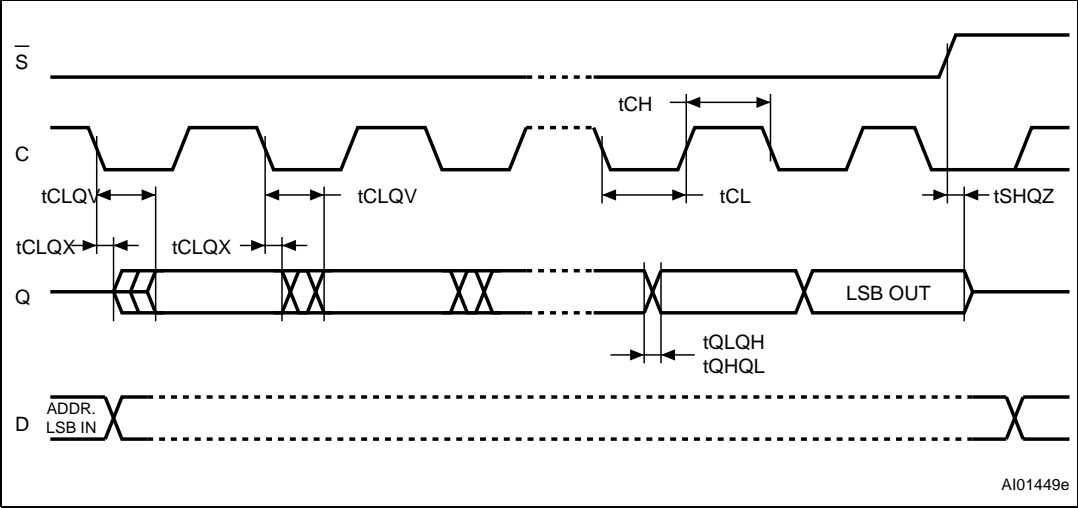 S̅
tCH
C
tCLQV
tCLQV
tCL
tSHQZ
tCLQX
tCLQX
Q
LSB OUT
tQLQH
tQHQL
D
ADDR.
LSB IN
AI01449e